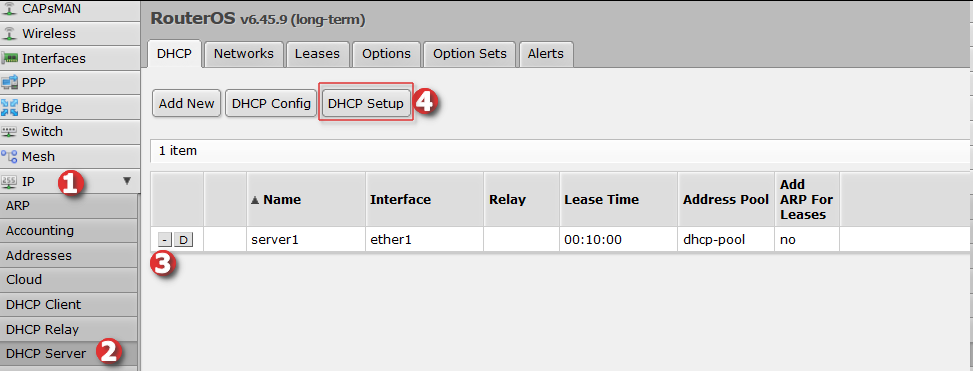 CAPsMAN
Wireless
Interfaces
PPP
Bridge
Switch
Mesh
IP 1 ▼
ARP
Accounting
Addresses
Cloud
DHCP Client
DHCP Relay
DHCP Server 2
RouterOS v6.45.9 (long-term)
DHCP Networks Leases Options Option Sets Alerts
Add New DHCP Config DHCP Setup 4
1 item
▲ Name Interface Relay Lease Time Address Pool Add ARP For Leases
- D server1 ether1 00:10:00 dhcp-pool no
3